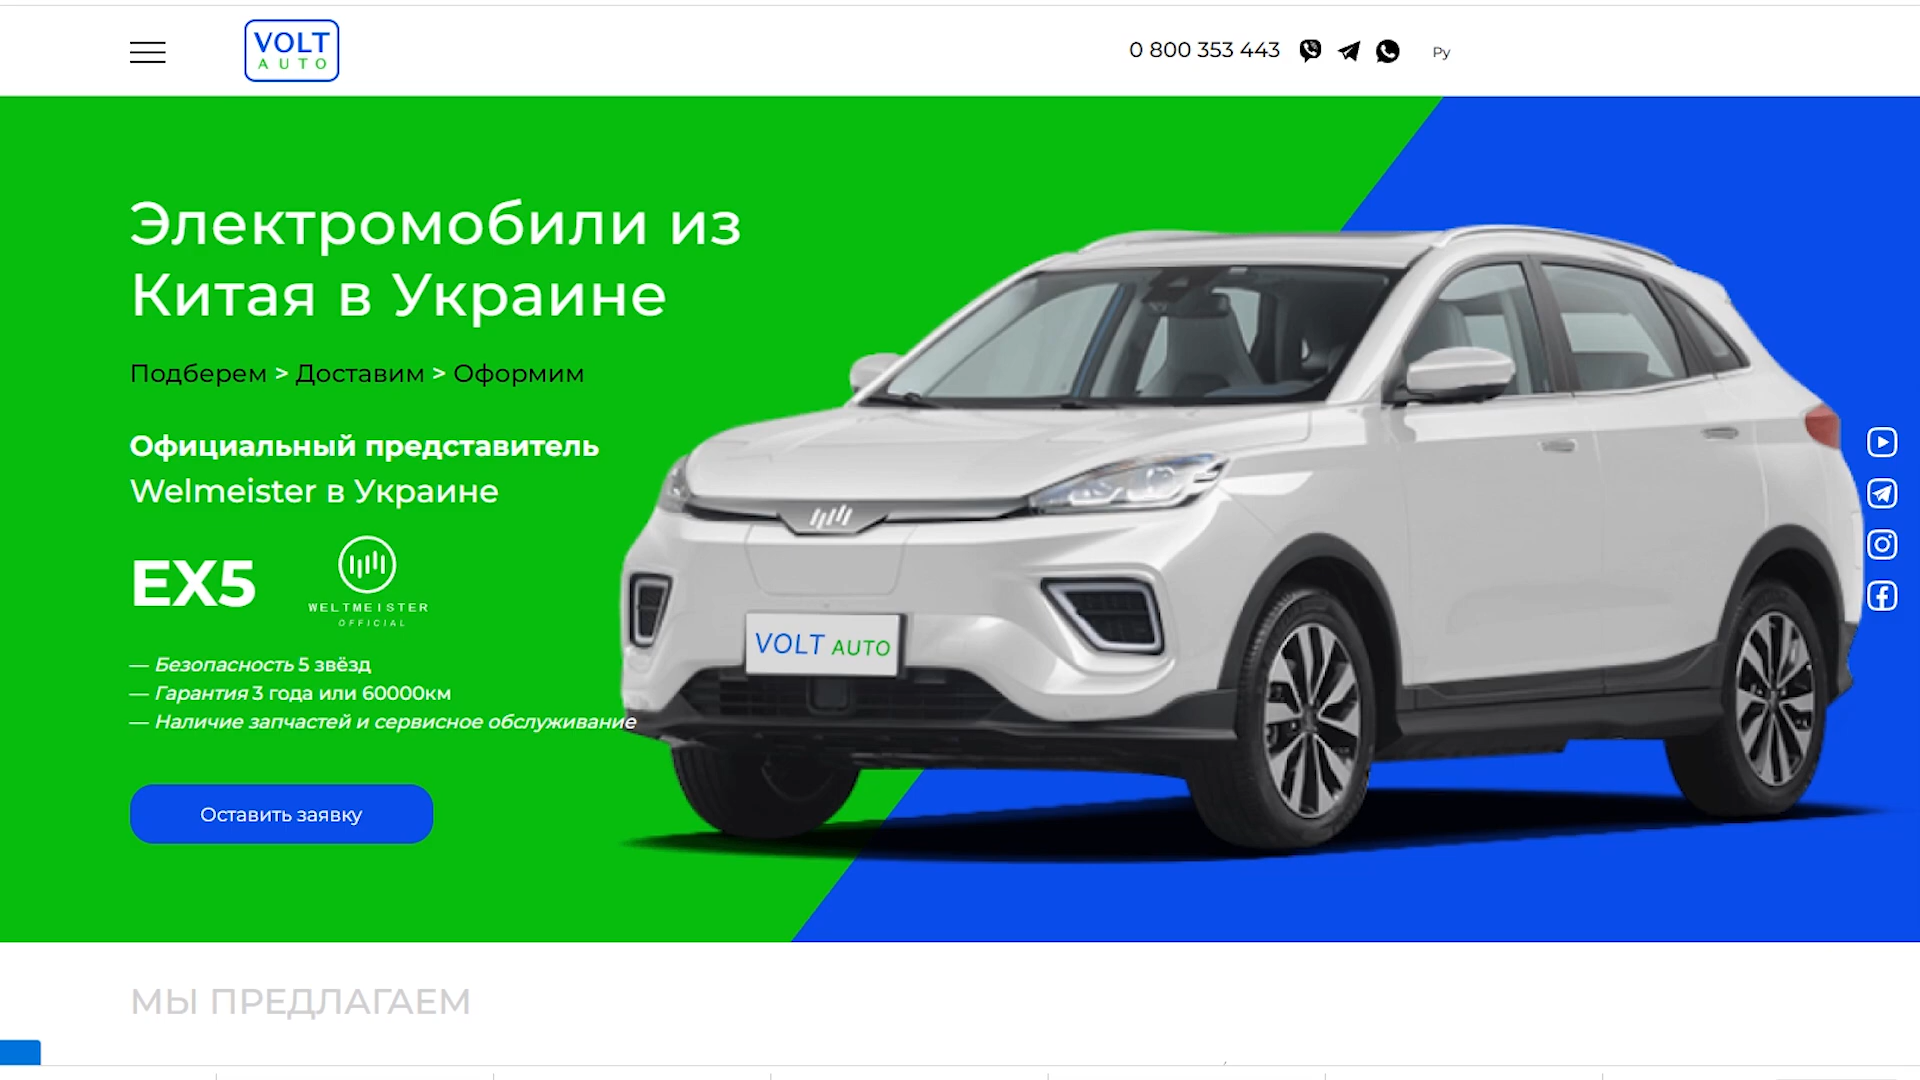 VOLT
AUTO
0 800 353 443
Ру
Электромобили из
Китая в Украине
Подберем > Доставим > Оформим
Официальный представитель
Welmeister в Украине
EX5
WELTMEISTER
OFFICIAL
— Безопасность 5 звёзд
— Гарантия 3 года или 60000км
— Наличие запчастей и сервисное обслуживание
VOLT AUTO
Оставить заявку
МЫ ПРЕДЛАГАЕМ